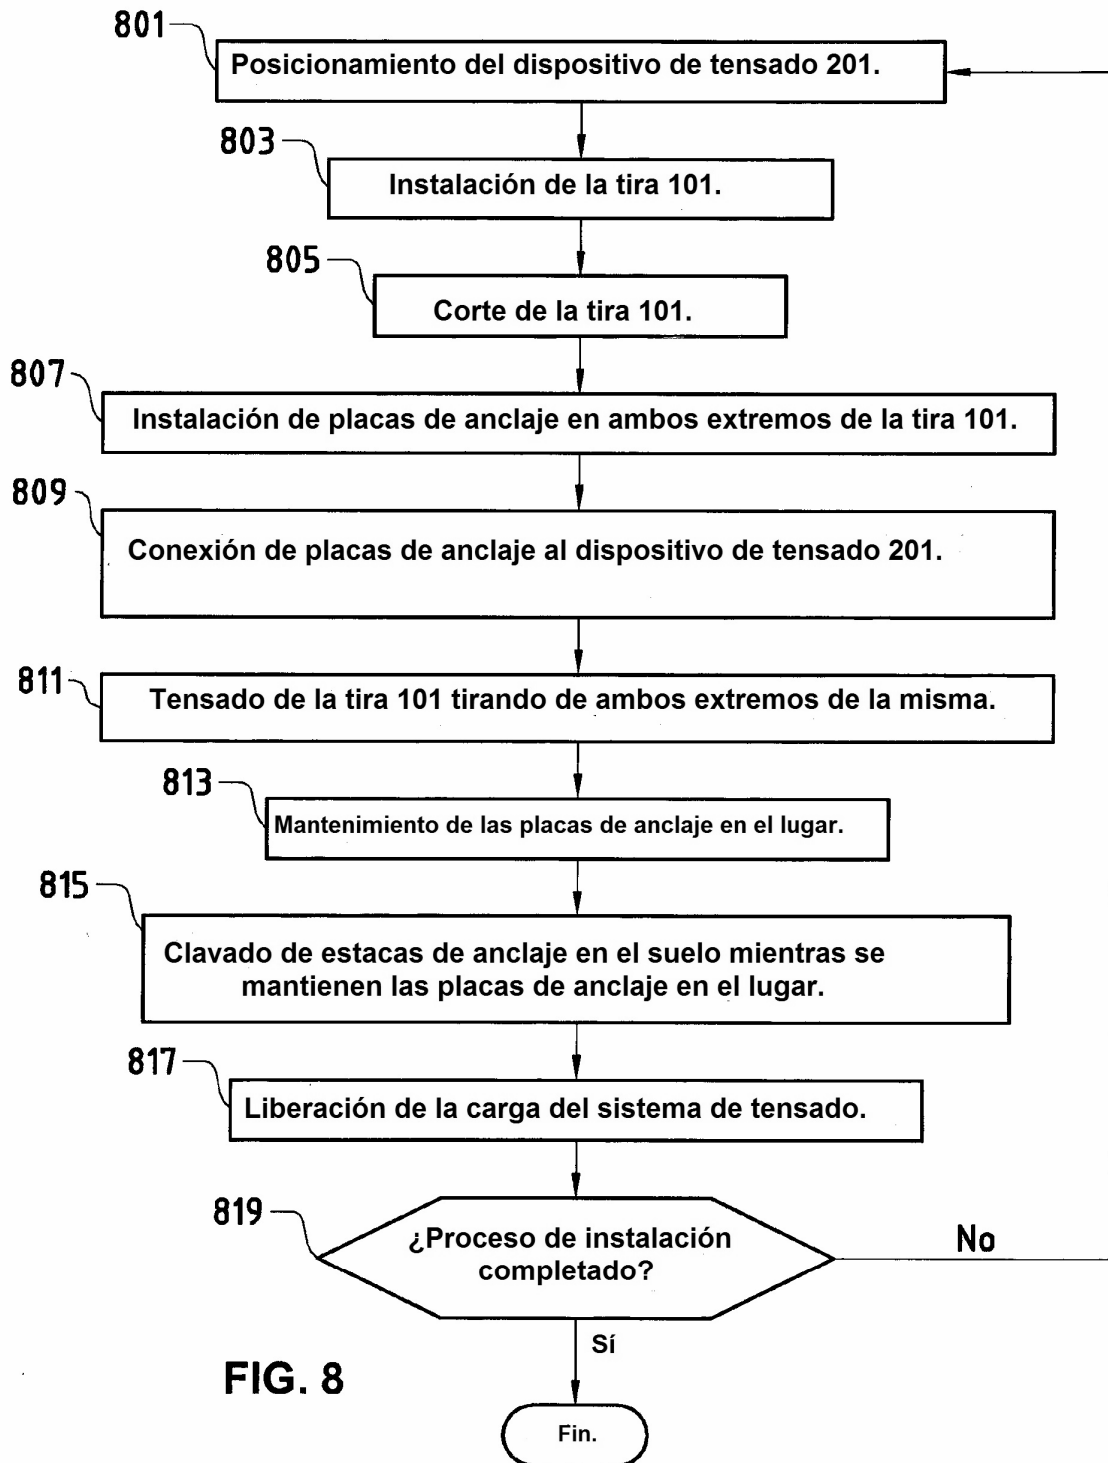 801
Posicionamiento del dispositivo de tensado 201.
803
Instalación de la tira 101.
805
Corte de la tira 101.
807
Instalación de placas de anclaje en ambos extremos de la tira 101.
809
Conexión de placas de anclaje al dispositivo de tensado 201.
811
Tensado de la tira 101 tirando de ambos extremos de la misma.
813
Mantenimiento de las placas de anclaje en el lugar.
815
Clavado de estacas de anclaje en el suelo mientras se
mantienen las placas de anclaje en el lugar.
817
Liberación de la carga del sistema de tensado.
819
¿Proceso de instalación
completado?
No
Sí
FIG. 8
Fin.